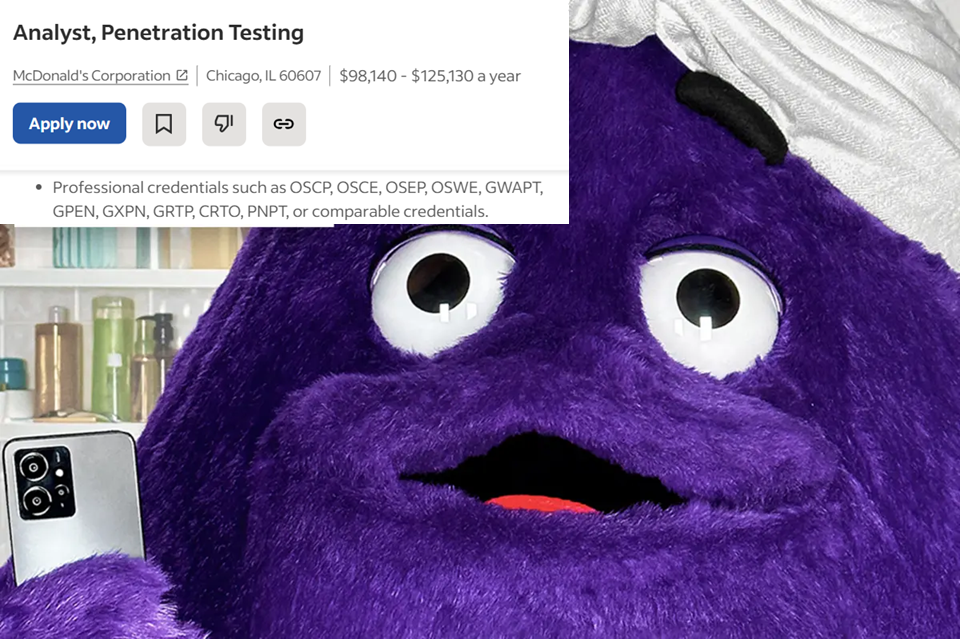 Analyst, Penetration Testing
McDonald's Corporation | Chicago, IL 60607 | $98,140 - $125,130 a year
Apply now
• Professional credentials such as OSCP, OSCE, OSEP, OSWE, GWAPT,
GPEN, GXPN, GRTP, CRTO, PNPT, or comparable credentials.